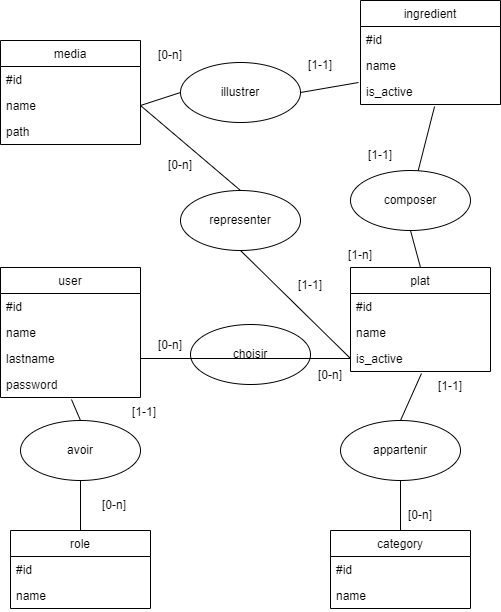 ingredient
#id
name
is_active
media
#id
name
path
[0-n]
illustrer
[1-1]
[0-n]
representer
[1-1]
[1-1]
composer
[1-n]
user
#id
name
lastname
password
[0-n]
choisir
[0-n]
plat
#id
name
is_active
[1-1]
avoir
[0-n]
role
#id
name
[1-1]
appartenir
[0-n]
category
#id
name